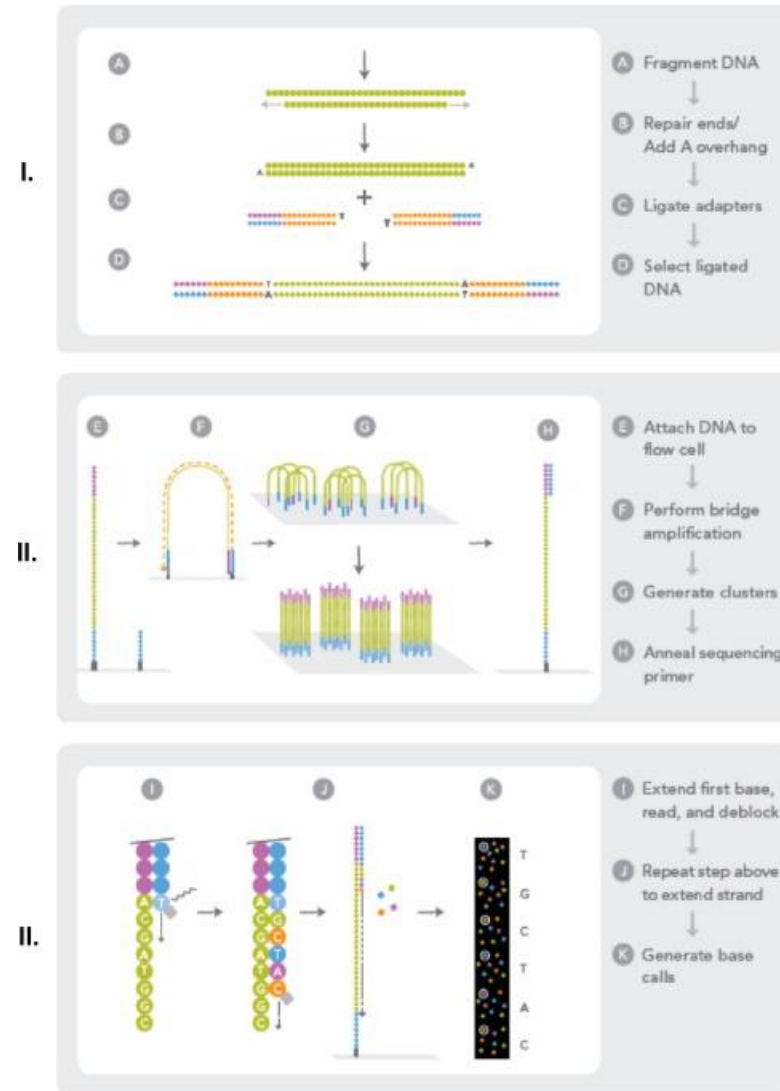 I.
A
A
B
A
A
C
+
T
T
D
T
A
A
T
A Fragment DNA
B Repair ends/
Add A overhang
C Ligate adapters
D Select ligated
DNA
II.
E
F
G
H
E Attach DNA to
flow cell
F Perform bridge
amplification
G Generate clusters
H Anneal sequencing
primer
II.
I
J
K
A T
C
G
A
T
G
G
C
A T
C G
G C
A T
T A
G C
G
C
T
G
C
T
A
C
I Extend first base,
read, and deblock
J Repeat step above
to extend strand
K Generate base
calls